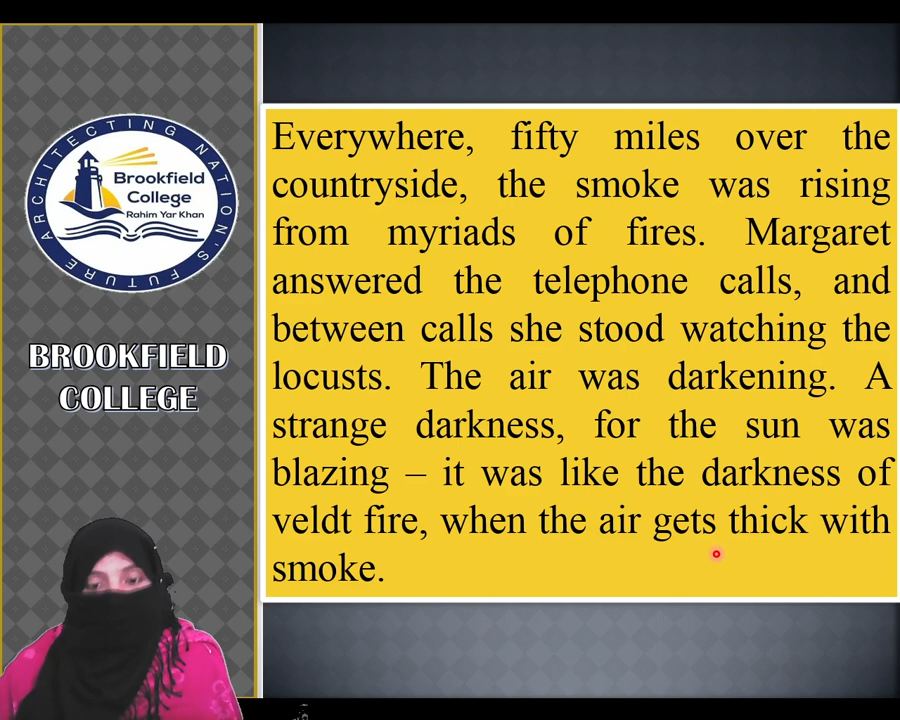 ARCHITECTING NATION'S FUTURE
Brookfield
College
Rahim Yar Khan
BROOKFIELD
COLLEGE
Everywhere, fifty miles over the
countryside, the smoke was rising
from myriads of fires. Margaret
answered the telephone calls, and
between calls she stood watching the
locusts. The air was darkening. A
strange darkness, for the sun was
blazing – it was like the darkness of
veldt fire, when the air gets thick with
smoke.